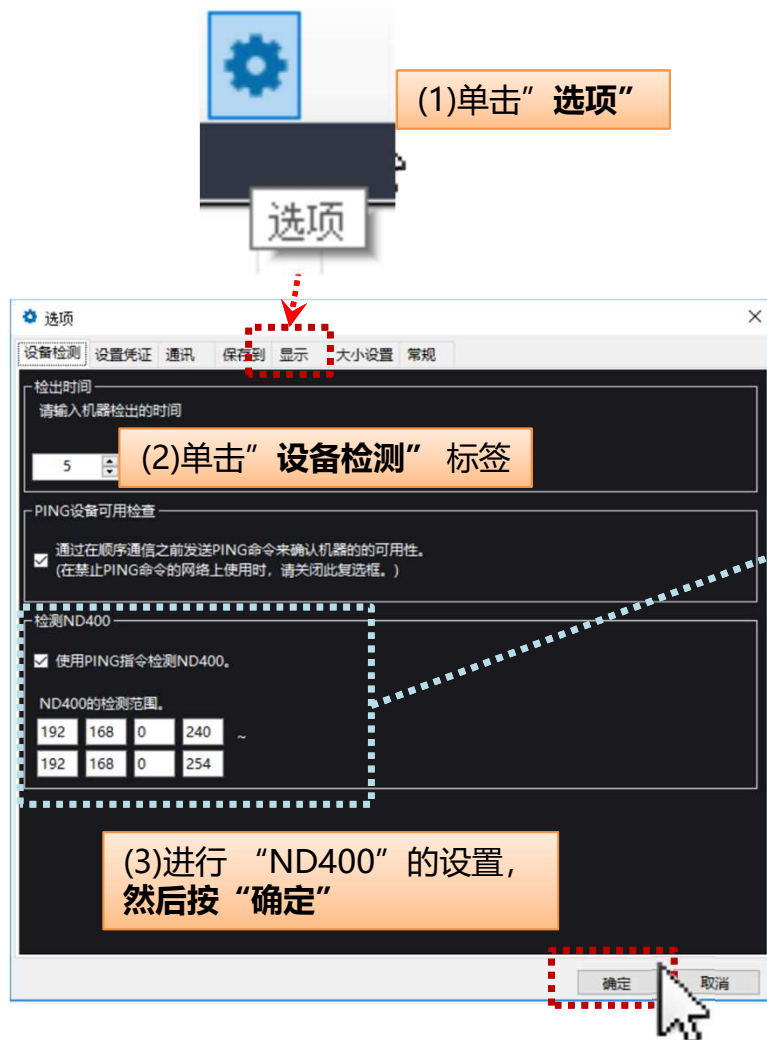 (1)单击”选项”
选项
选项
设备检测 设置凭证 通讯 保存到 显示 大小设置 常规
检出时间
请输入机器检出的时间
5
(2)单击”设备检测” 标签
PING设备可用检查
通过在顺序通信之前发送PING命令来确认机器的的可用性。
(在禁止PING命令的网络上使用时，请关闭此复选框。)
检测ND400
使用PING指令检测ND400。
ND400的检测范围。
192 168 0 240 ~
192 168 0 254
(3)进行 “ND400”的设置，
然后按“确定”
确定 取消